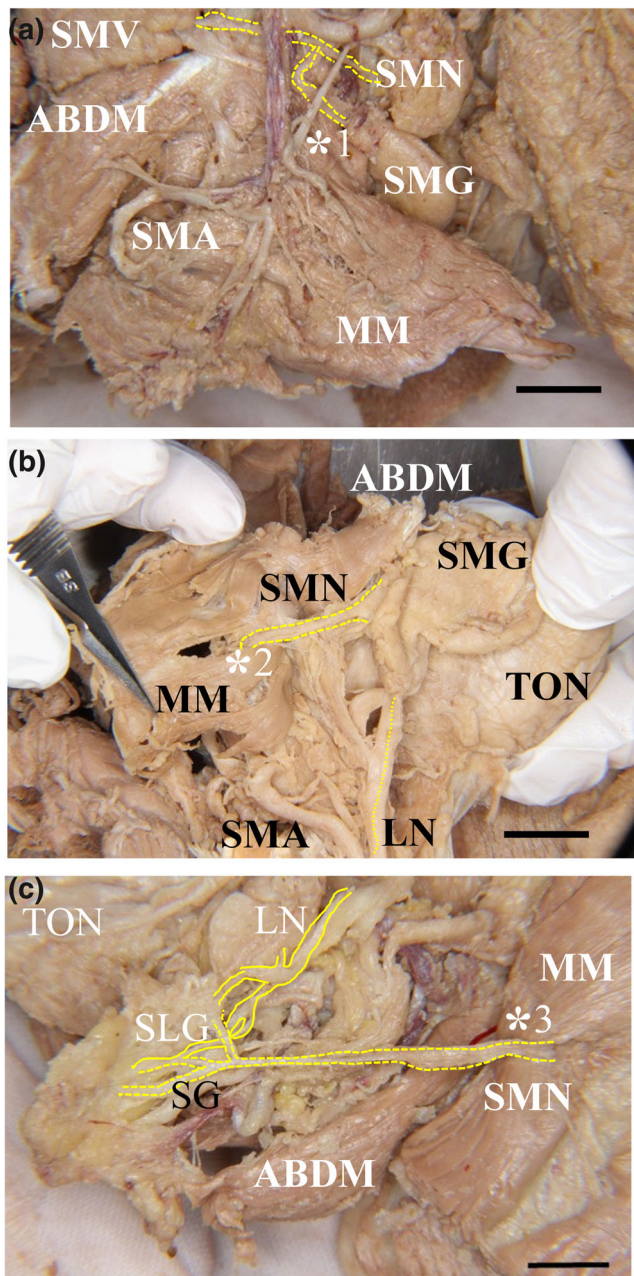 (a)
SMV
SMN
ABDM
*1
SMG
SMA
MM
(b)
ABDM
SMG
SMN
*2
MM
TON
SMA
LN
(c)
TON
LN
MM
SLG
*3
SG
SMN
ABDM